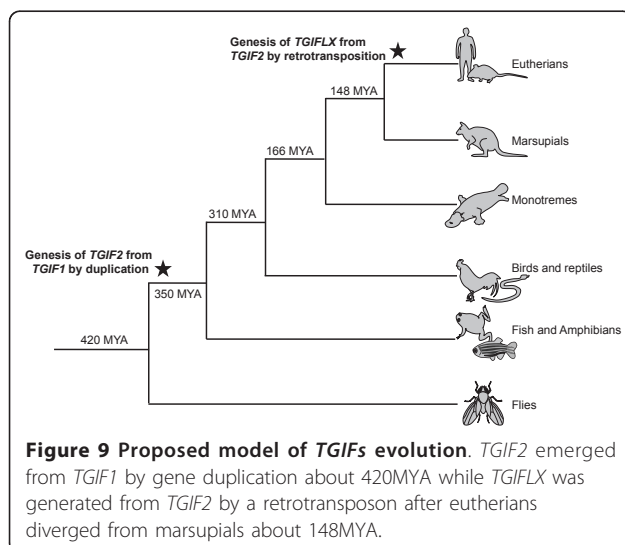 Genesis of TGIFLX from
TGIF2 by retrotransposition
Eutherians
148 MYA
Marsupials
166 MYA
Monotremes
310 MYA
Genesis of TGIF2 from
TGIF1 by duplication
Birds and reptiles
350 MYA
Fish and Amphibians
420 MYA
Flies
Figure 9 Proposed model of TGIFs evolution. TGIF2 emerged
from TGIF1 by gene duplication about 420MYA while TGIFLX was
generated from TGIF2 by a retrotransposon after eutherians
diverged from marsupials about 148MYA.